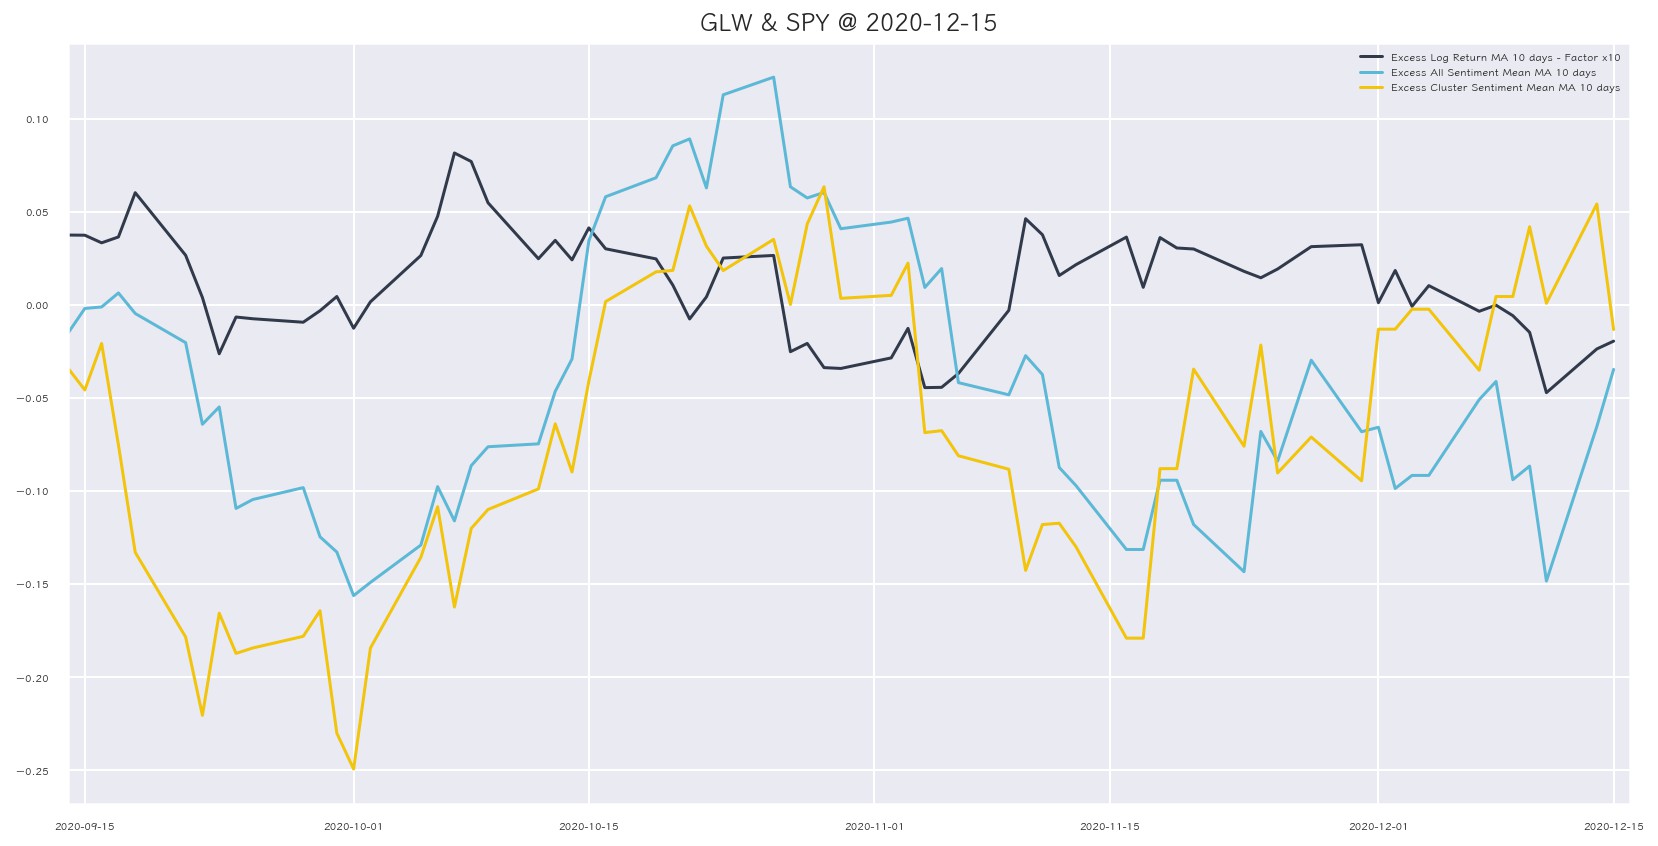 GLW & SPY @ 2020-12-15
Excess Log Return MA 10 days - Factor x10
Excess All Sentiment Mean MA 10 days
Excess Cluster Sentiment Mean MA 10 days
0.10
0.05
0.00
−0.05
−0.10
−0.15
−0.20
−0.25
2020-09-15 2020-10-01 2020-10-15 2020-11-01 2020-11-15 2020-12-01 2020-12-15